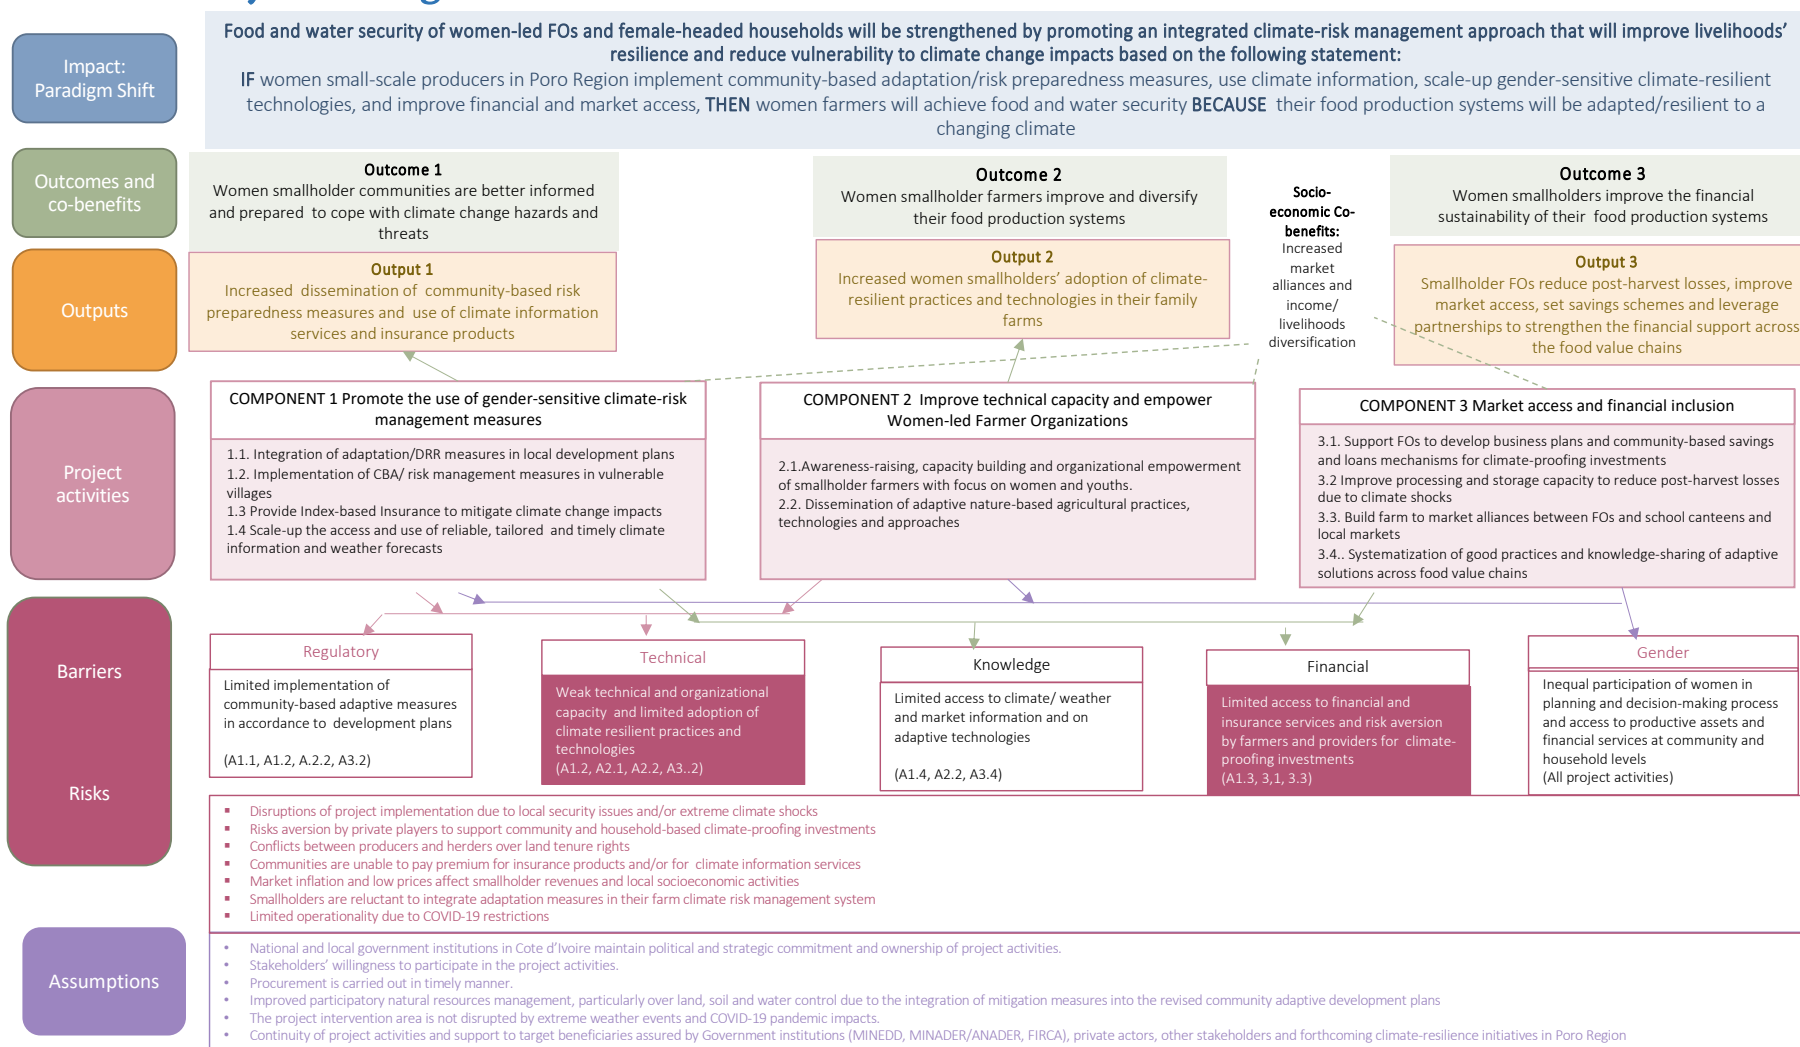 Impact:
Paradigm Shift
Food and water security of women-led FOs and female-headed households will be strengthened by promoting an integrated climate-risk management approach that will improve livelihoods’
resilience and reduce vulnerability to climate change impacts based on the following statement:
IF women small-scale producers in Poro Region implement community-based adaptation/risk preparedness measures, use climate information, scale-up gender-sensitive climate-resilient
technologies, and improve financial and market access, THEN women farmers will achieve food and water security BECAUSE their food production systems will be adapted/resilient to a
changing climate
Outcomes and
co-benefits
Outcome 1
Women smallholder communities are better informed
and prepared to cope with climate change hazards and
threats
Outcome 2
Women smallholder farmers improve and diversify
their food production systems
Socio-
economic Co-
benefits:
Increased
market
alliances and
income/
livelihoods
diversification
Outcome 3
Women smallholders improve the financial
sustainability of their food production systems
Outputs
Output 1
Increased dissemination of community-based risk
preparedness measures and use of climate information
services and insurance products
Output 2
Increased women smallholders’ adoption of climate-
resilient practices and technologies in their family
farms
Output 3
Smallholder FOs reduce post-harvest losses, improve
market access, set savings schemes and leverage
partnerships to strengthen the financial support across
the food value chains
Project
activities
COMPONENT 1 Promote the use of gender-sensitive climate-risk
management measures
1.1. Integration of adaptation/DRR measures in local development plans
1.2. Implementation of CBA/ risk management measures in vulnerable
villages
1.3 Provide Index-based Insurance to mitigate climate change impacts
1.4 Scale-up the access and use of reliable, tailored and timely climate
information and weather forecasts
COMPONENT 2 Improve technical capacity and empower
Women-led Farmer Organizations
2.1.Awareness-raising, capacity building and organizational empowerment
of smallholder farmers with focus on women and youths.
2.2. Dissemination of adaptive nature-based agricultural practices,
technologies and approaches
COMPONENT 3 Market access and financial inclusion
3.1. Support FOs to develop business plans and community-based savings
and loans mechanisms for climate-proofing investments
3.2 Improve processing and storage capacity to reduce post-harvest losses
due to climate shocks
3.3. Build farm to market alliances between FOs and school canteens and
local markets
3.4.. Systematization of good practices and knowledge-sharing of adaptive
solutions across food value chains
Barriers
Risks
Regulatory
Limited implementation of
community-based adaptive measures
in accordance to development plans
(A1.1, A1.2, A.2.2, A3.2)
Technical
Weak technical and organizational
capacity and limited adoption of
climate resilient practices and
technologies
(A1.2, A2.1, A2.2, A3..2)
Knowledge
Limited access to climate/ weather
and market information and on
adaptive technologies
(A1.4, A2.2, A3.4)
Financial
Limited access to financial and
insurance services and risk aversion
by farmers and providers for climate-
proofing investments
(A1.3, 3,1, 3.3)
Gender
Inequal participation of women in
planning and decision-making process
and access to productive assets and
financial services at community and
household levels
(All project activities)
▪ Disruptions of project implementation due to local security issues and/or extreme climate shocks
▪ Risks aversion by private players to support community and household-based climate-proofing investments
▪ Conflicts between producers and herders over land tenure rights
▪ Communities are unable to pay premium for insurance products and/or for climate information services
▪ Market inflation and low prices affect smallholder revenues and local socioeconomic activities
▪ Smallholders are reluctant to integrate adaptation measures in their farm climate risk management system
▪ Limited operationality due to COVID-19 restrictions
Assumptions
• National and local government institutions in Cote d’Ivoire maintain political and strategic commitment and ownership of project activities.
• Stakeholders’ willingness to participate in the project activities.
• Procurement is carried out in timely manner.
• Improved participatory natural resources management, particularly over land, soil and water control due to the integration of mitigation measures into the revised community adaptive development plans
• The project intervention area is not disrupted by extreme weather events and COVID-19 pandemic impacts.
• Continuity of project activities and support to target beneficiaries assured by Government institutions (MINEDD, MINADER/ANADER, FIRCA), private actors, other stakeholders and forthcoming climate-resilience initiatives in Poro Region